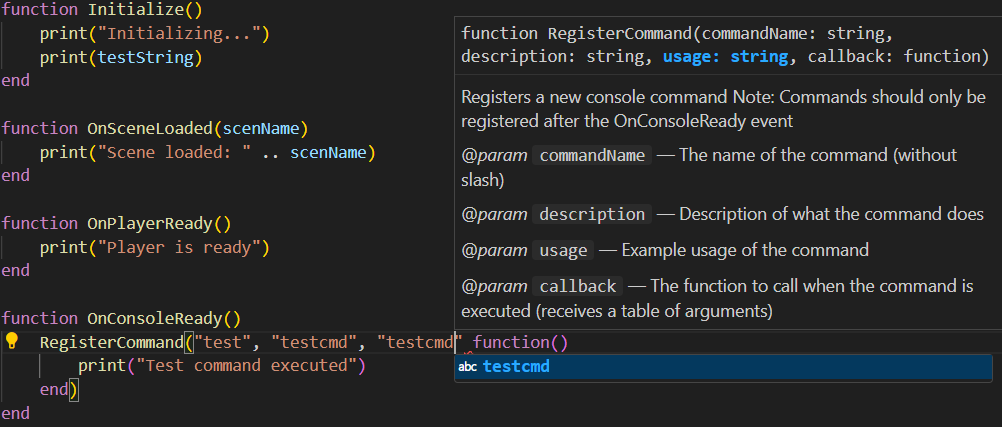 function Initialize()
    print("Initializing...")
    print(testString)
end
function OnSceneLoaded(scenName)
    print("Scene loaded: " .. scenName)
end
function OnPlayerReady()
    print("Player is ready")
end
function OnConsoleReady()
    RegisterCommand("test", "testcmd", "testcmd" function()
        print("Test command executed")
    end)
end
function RegisterCommand(commandName: string,
description: string, usage: string, callback: function)
Registers a new console command Note: Commands should only be
registered after the OnConsoleReady event
@param commandName — The name of the command (without
slash)
@param description — Description of what the command does
@param usage — Example usage of the command
@param callback — The function to call when the command is
executed (receives a table of arguments)
abc testcmd